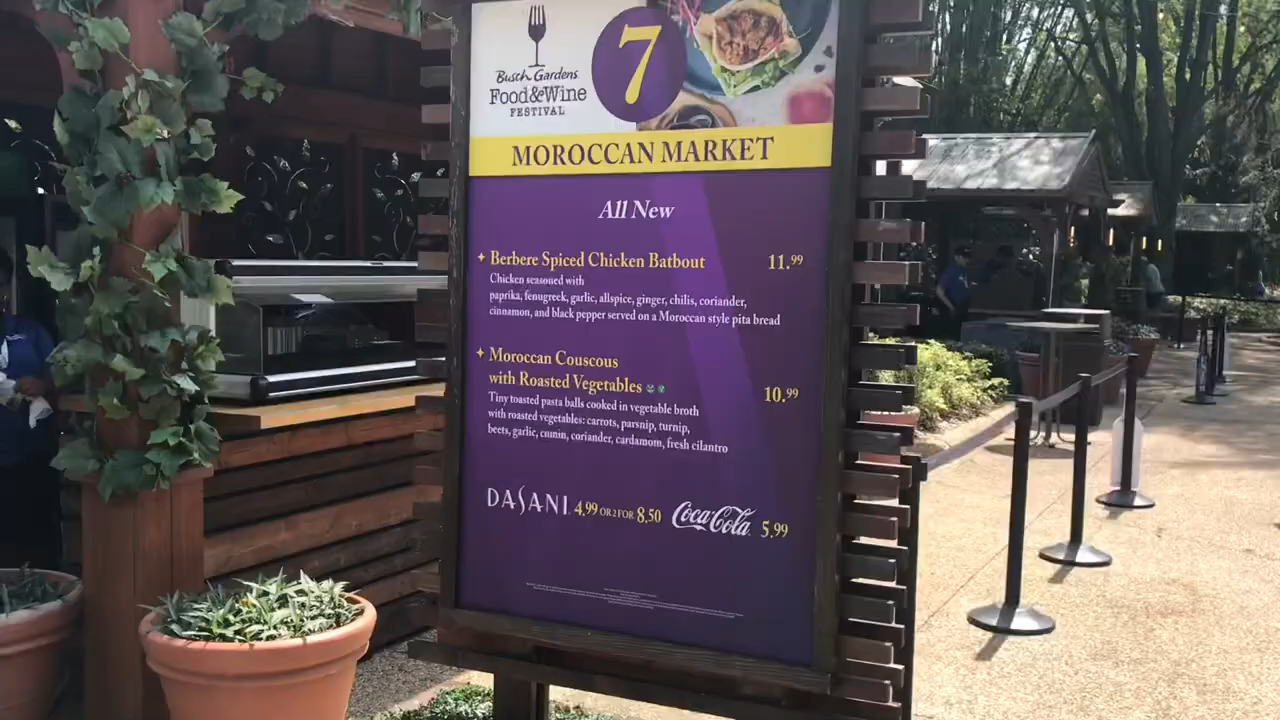 Busch Gardens
Food&Wine
FESTIVAL
7
MOROCCAN MARKET
All New
Berbere Spiced Chicken Batbout 11.99
Chicken seasoned with
paprika, fenugreek, garlic, allspice, ginger, chilis, coriander,
cinnamon, and black pepper served on a Moroccan style pita bread
Moroccan Couscous
with Roasted Vegetables 10.99
Tiny toasted pasta balls cooked in vegetable broth
with roasted vegetables: carrots, parsnip, turnip,
beets, garlic, cumin, coriander, cardamom, fresh cilantro
DASANI 4.99 OR 2 FOR 8.50 Coca-Cola 5.99